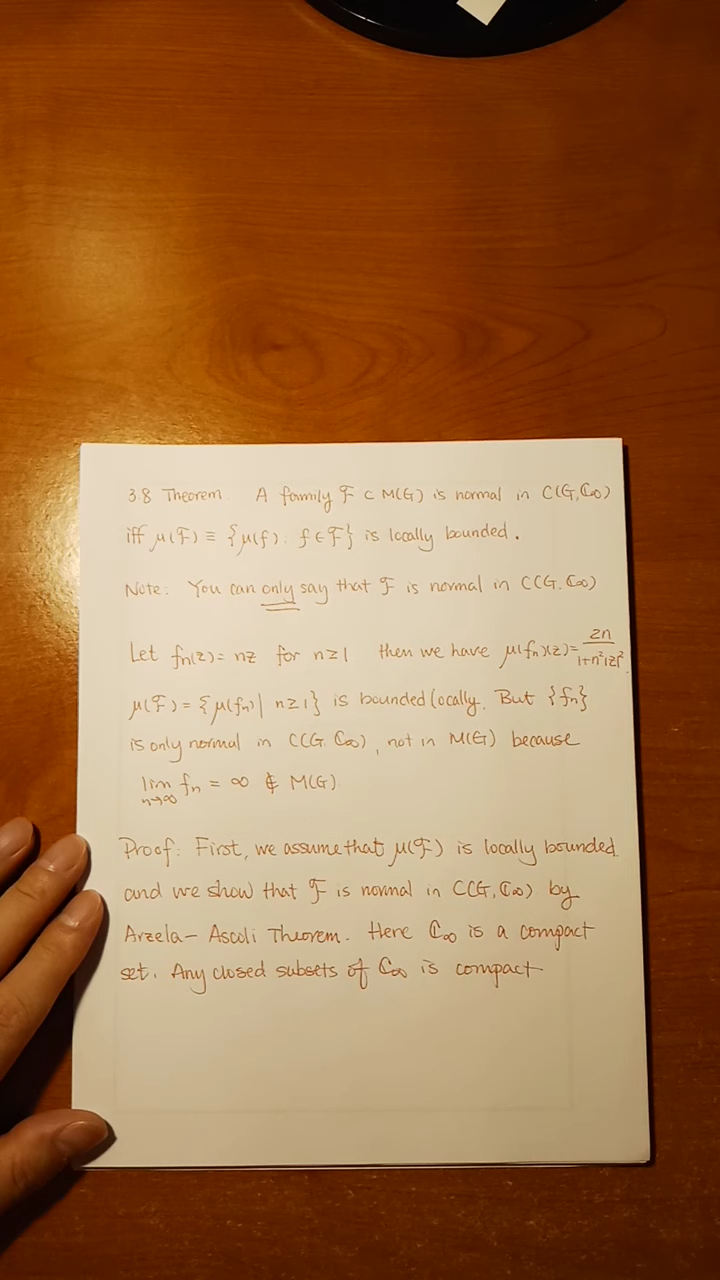 3.8 Theorem. A family F ⊂ M(G) is normal in C(G, ℂ∞)
iff μ(F) ≡ {μ(f) : f ∈ F} is locally bounded.
Note: You can only say that F is normal in C(G, ℂ∞)
Let fn(z) = nz for n ≥ 1 then we have μ(fn)(z) = 2n / 1+n²|z|²
μ(F) = {μ(fn) | n ≥ 1} is bounded locally. But {fn}
is only normal in C(G, ℂ∞), not in M(G) because
lim n→∞ fn = ∞ ∉ M(G)
Proof: First, we assume that μ(F) is locally bounded
and we show that F is normal in C(G, ℂ∞) by
Arzela-Ascoli Theorem. Here ℂ∞ is a compact
set. Any closed subsets of ℂ∞ is compact